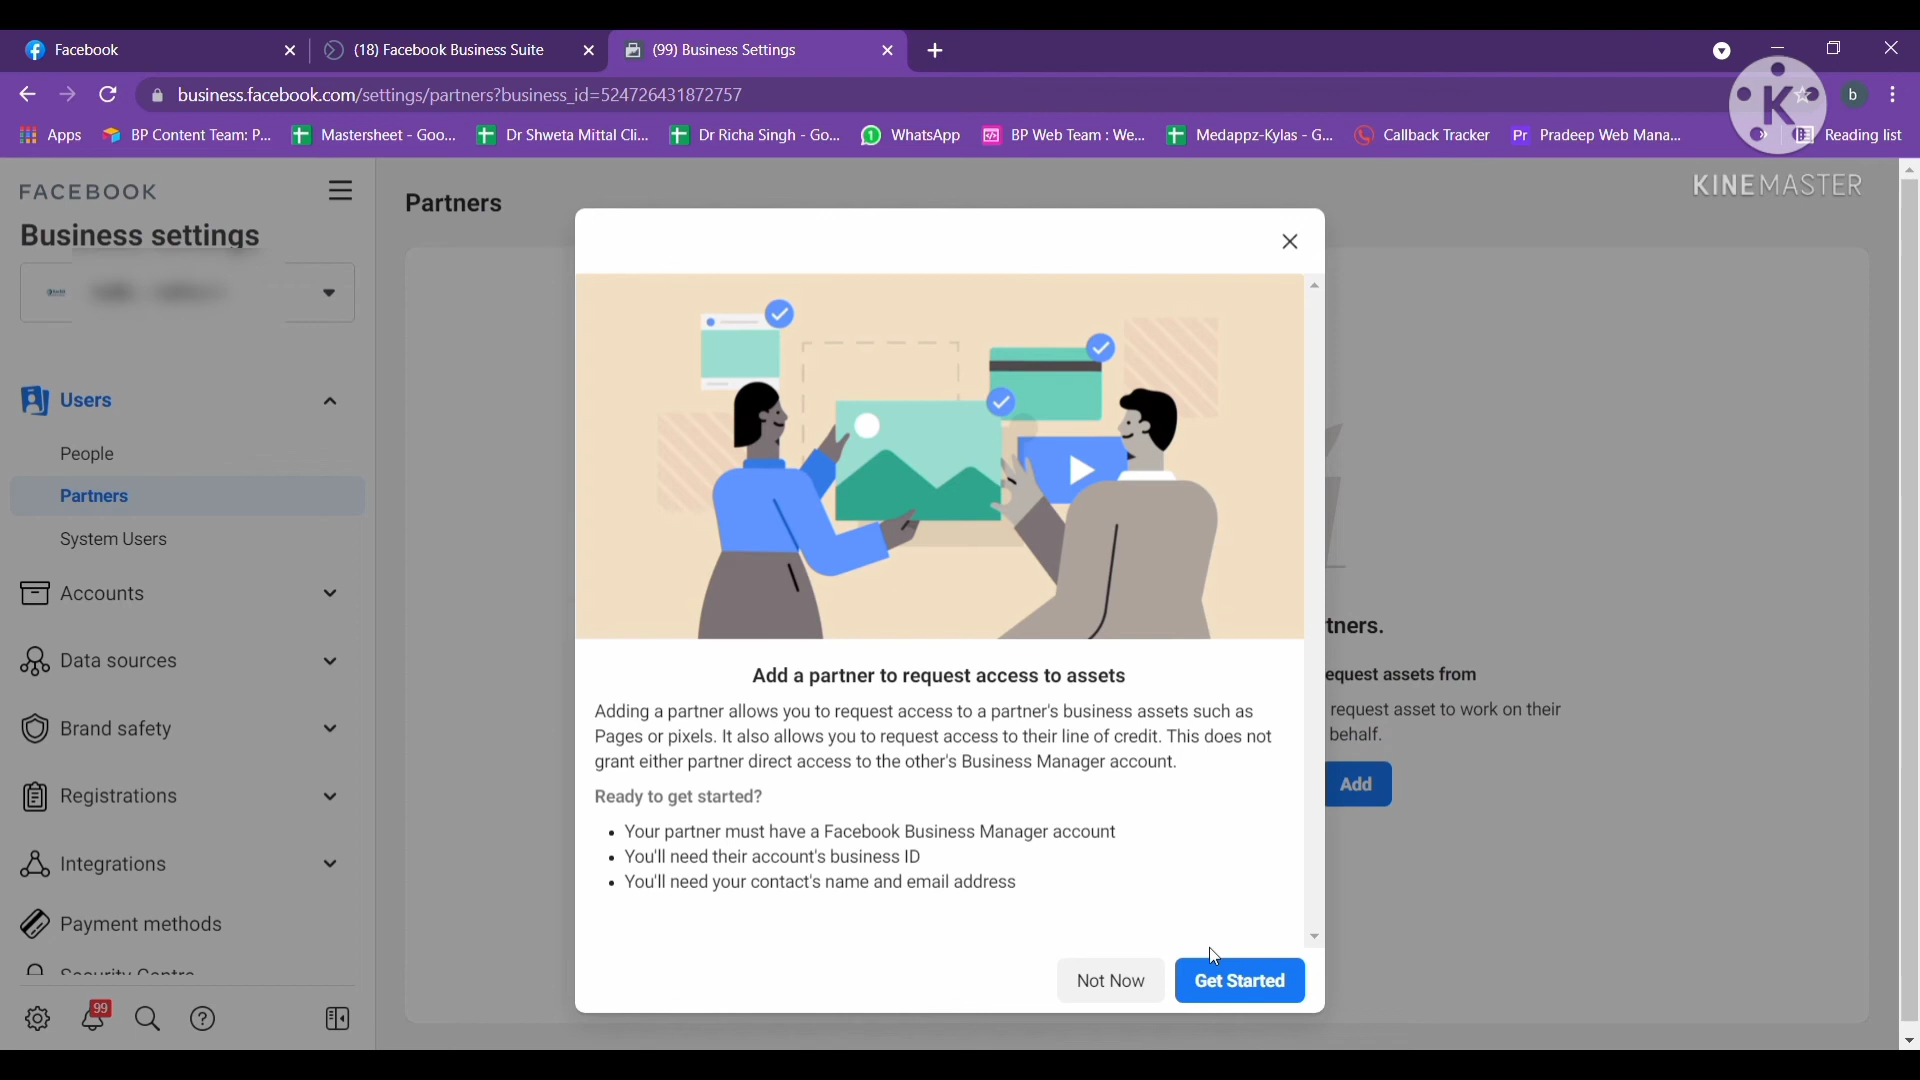 Facebook
(18) Facebook Business Suite
(99) Business Settings
business.facebook.com/settings/partners?business_id=524726431872757
b
K
Apps
BP Content Team: P...
Mastersheet - Goo...
Dr Shweta Mittal Cli...
Dr Richa Singh - Go...
WhatsApp
BP Web Team : We...
Medappz-Kylas - G...
Callback Tracker
Pr
Pradeep Web Mana...
Reading list
FACEBOOK
KINEMASTER
Business settings
Partners
Users
People
Partners
System Users
Accounts
Data sources
Brand safety
Registrations
Integrations
Payment methods
Security Centre
99
Add a partner to request access to assets
Adding a partner allows you to request access to a partner's business assets such as
Pages or pixels. It also allows you to request access to their line of credit. This does not
grant either partner direct access to the other's Business Manager account.
Ready to get started?
• Your partner must have a Facebook Business Manager account
• You'll need their account's business ID
• You'll need your contact's name and email address
Not Now
Get Started
tners.
equest assets from
request asset to work on their
behalf.
Add